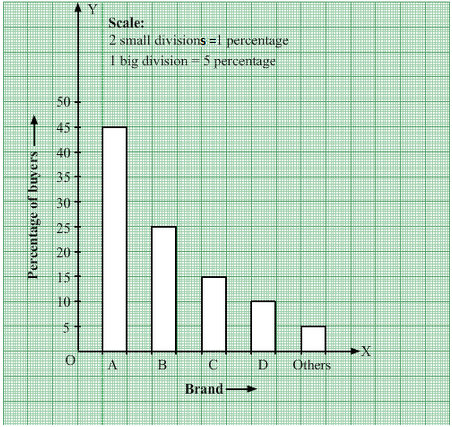 Y
Scale:
2 small divisions =1 percentage
1 big division = 5 percentage
50
45
40
35
30
25
20
15
10
5
Percentage of buyers
O
X
A B C D Others
Brand